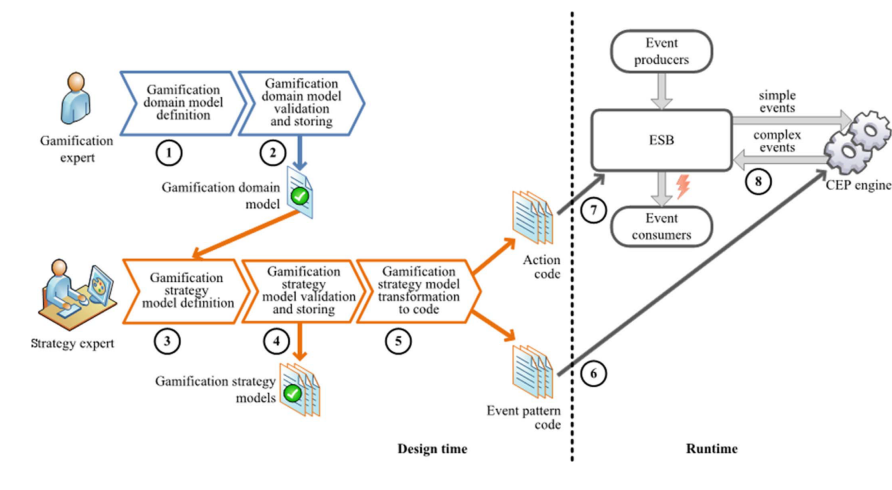 Event
producers
Gamification
domain model
definition
Gamification
domain model
validation
and storing
simple
events
ESB
complex
events
Gamification
expert
1
2
8
CEP engine
Gamification domain
model
7
Event
consumers
Action
code
Gamification
strategy
model definition
Gamification
strategy
model validation
and storing
Gamification
strategy model
transformation
to code
Strategy expert
3
4
5
6
Gamification strategy
models
Event pattern
code
Design time
Runtime